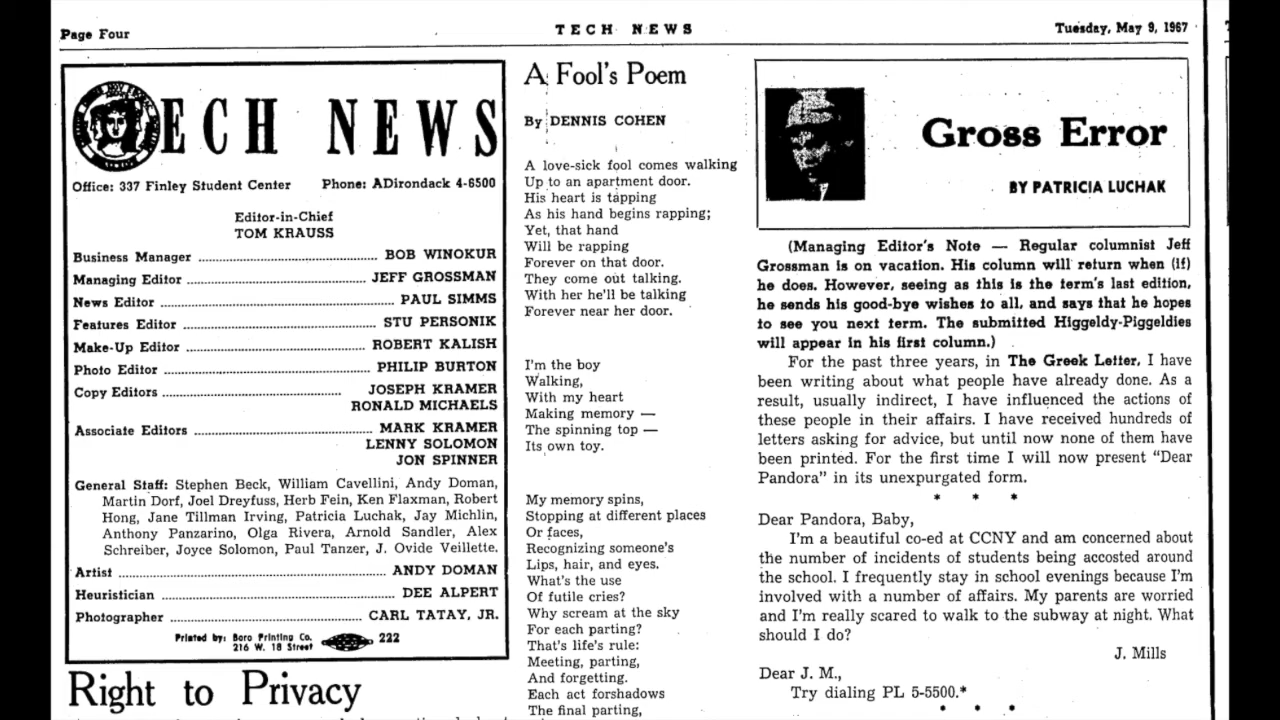 Page Four
TECH NEWS
Tuesday, May 9, 1967
TECH NEWS
Office: 337 Finley Student Center Phone: ADirondack 4-6500
Editor-in-Chief
TOM KRAUSS
Business Manager ........ BOB WINOKUR
Managing Editor ........ JEFF GROSSMAN
News Editor ........ PAUL SIMMS
Features Editor ........ STU PERSONIK
Make-Up Editor ........ ROBERT KALISH
Photo Editor ........ PHILIP BURTON
Copy Editors ........ JOSEPH KRAMER
RONALD MICHAELS
Associate Editors ........ MARK KRAMER
LENNY SOLOMON
JON SPINNER
General Staff: Stephen Beck, William Cavellini, Andy Doman,
Martin Dorf, Joel Dreyfuss, Herb Fein, Ken Flaxman, Robert
Hong, Jane Tillman Irving, Patricia Luchak, Jay Michlin,
Anthony Panzarino, Olga Rivera, Arnold Sandler, Alex
Schreiber, Joyce Solomon, Paul Tanzer, J. Ovide Veillette.
Artist ........ ANDY DOMAN
Heuristician ........ DEE ALPERT
Photographer ........ CARL TATAY, JR.
Printed by: Boro Printing Co.
216 W. 18 Street
222
Right to Privacy
A Fool's Poem
By DENNIS COHEN
A love-sick fool comes walking
Up to an apartment door.
His heart is tapping
As his hand begins rapping;
Yet, that hand
Will be rapping
Forever on that door.
They come out talking.
With her he'll be talking
Forever near her door.
I'm the boy
Walking,
With my heart
Making memory —
The spinning top —
Its own toy.
My memory spins,
Stopping at different places
Or faces,
Recognizing someone's
Lips, hair, and eyes.
What's the use
Of futile cries?
Why scream at the sky
For each parting?
That's life's rule:
Meeting, parting,
And forgetting.
Each act forshadows
The final parting,
Gross Error
BY PATRICIA LUCHAK
(Managing Editor's Note — Regular columnist Jeff
Grossman is on vacation. His column will return when (if)
he does. However, seeing as this is the term's last edition,
he sends his good-bye wishes to all, and says that he hopes
to see you next term. The submitted Higgeldy-Piggeldies
will appear in his first column.)
For the past three years, in The Greek Letter, I have
been writing about what people have already done. As a
result, usually indirect, I have influenced the actions of
these people in their affairs. I have received hundreds of
letters asking for advice, but until now none of them have
been printed. For the first time I will now present "Dear
Pandora" in its unexpurgated form.
* * *
Dear Pandora, Baby,
I'm a beautiful co-ed at CCNY and am concerned about
the number of incidents of students being accosted around
the school. I frequently stay in school evenings because I'm
involved with a number of affairs. My parents are worried
and I'm really scared to walk to the subway at night. What
should I do?
J. Mills
Dear J. M.,
Try dialing PL 5-5500.*
* * *